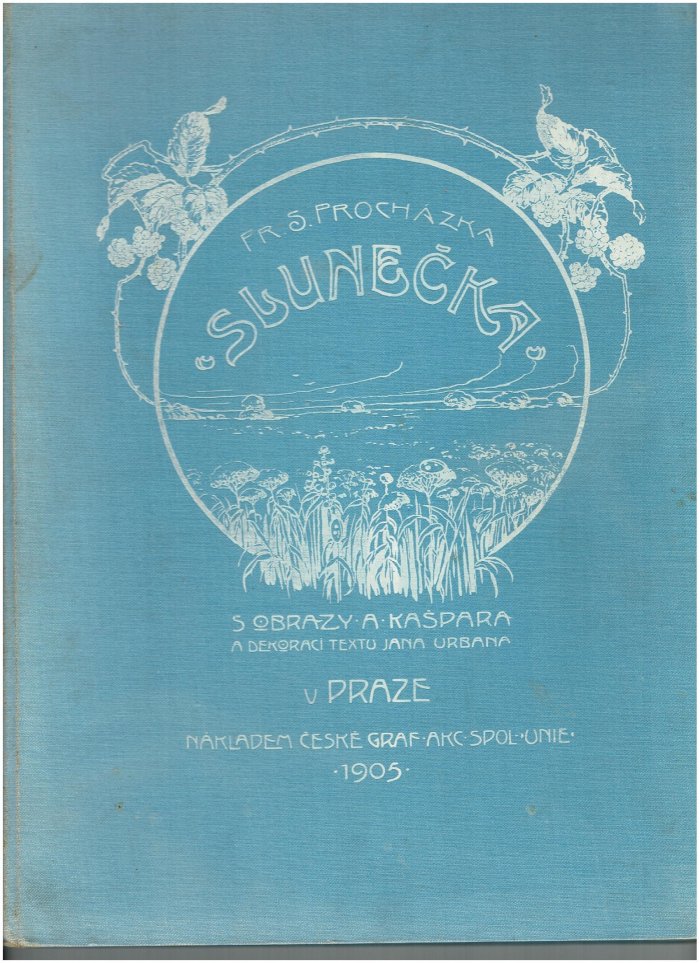 FR. S. PROCHÁZKA
SLUNEČKA
S OBRAZY · A · KAŠPARA
A DEKORACÍ TEXTU JANA URBANA
V PRAZE
NÁKLADEM ČESKÉ GRAF · AKC · SPOL · UNIE ·
· 1905 ·